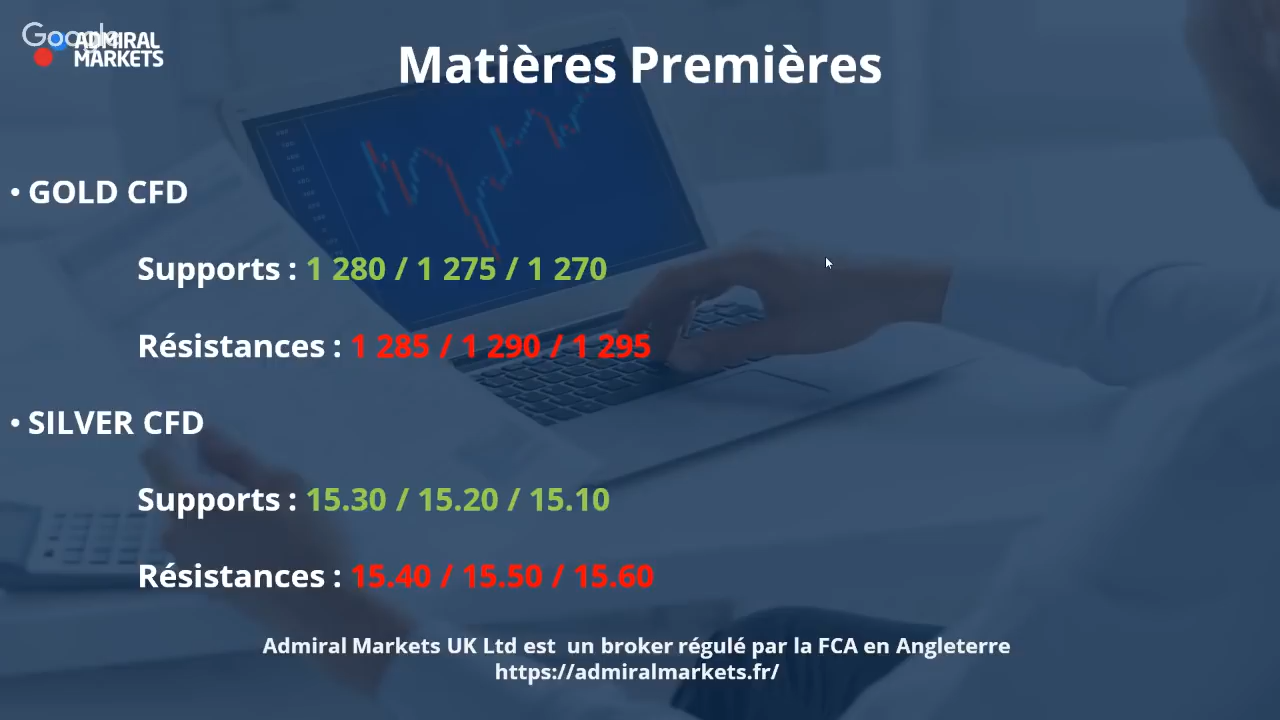 Google
ADMIRAL
MARKETS
Matières Premières
• GOLD CFD
Supports : 1 280 / 1 275 / 1 270
Résistances : 1 285 / 1 290 / 1 295
• SILVER CFD
Supports : 15.30 / 15.20 / 15.10
Résistances : 15.40 / 15.50 / 15.60
Admiral Markets UK Ltd est  un broker régulé par la FCA en Angleterre
https://admiralmarkets.fr/